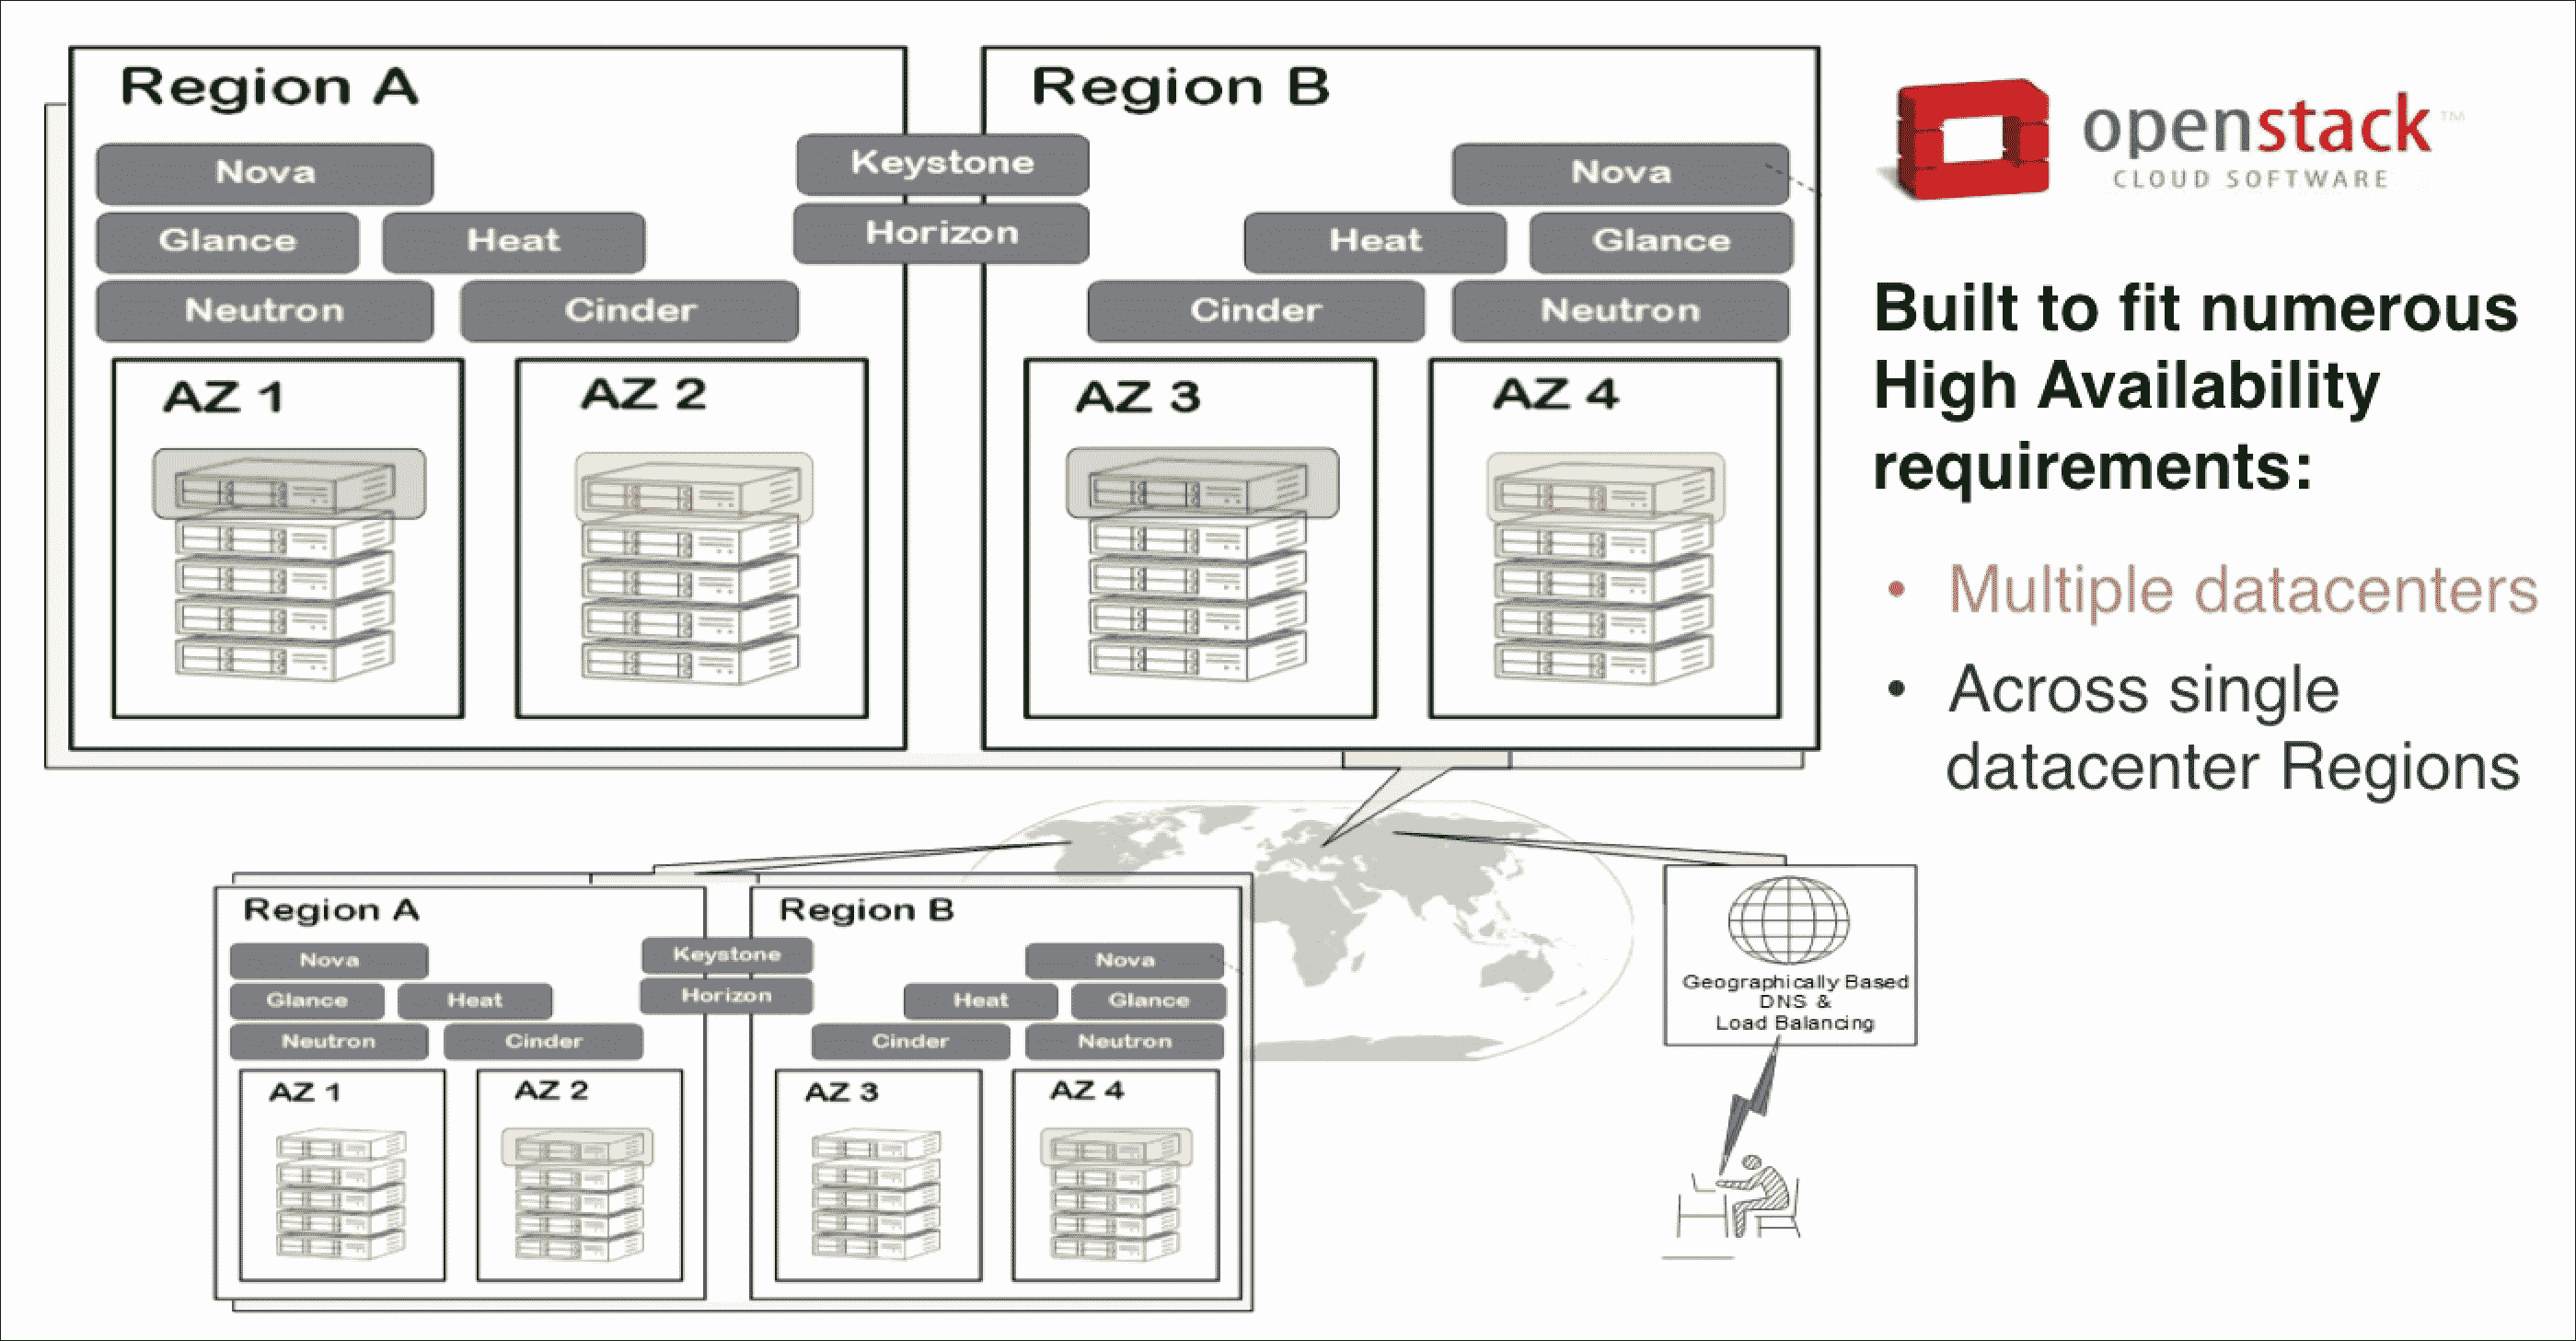 Region A
Nova
Glance
Heat
Neutron
Cinder
AZ 1
AZ 2
Keystone
Horizon
Region B
Nova
Heat
Glance
Cinder
Neutron
AZ 3
AZ 4
openstack™
CLOUD SOFTWARE
Built to fit numerous
High Availability
requirements:
• Multiple datacenters
• Across single
datacenter Regions
Region A
Nova
Glance
Heat
Neutron
Cinder
AZ 1
AZ 2
Keystone
Horizon
Region B
Nova
Heat
Glance
Cinder
Neutron
AZ 3
AZ 4
Geographically Based
DNS &
Load Balancing